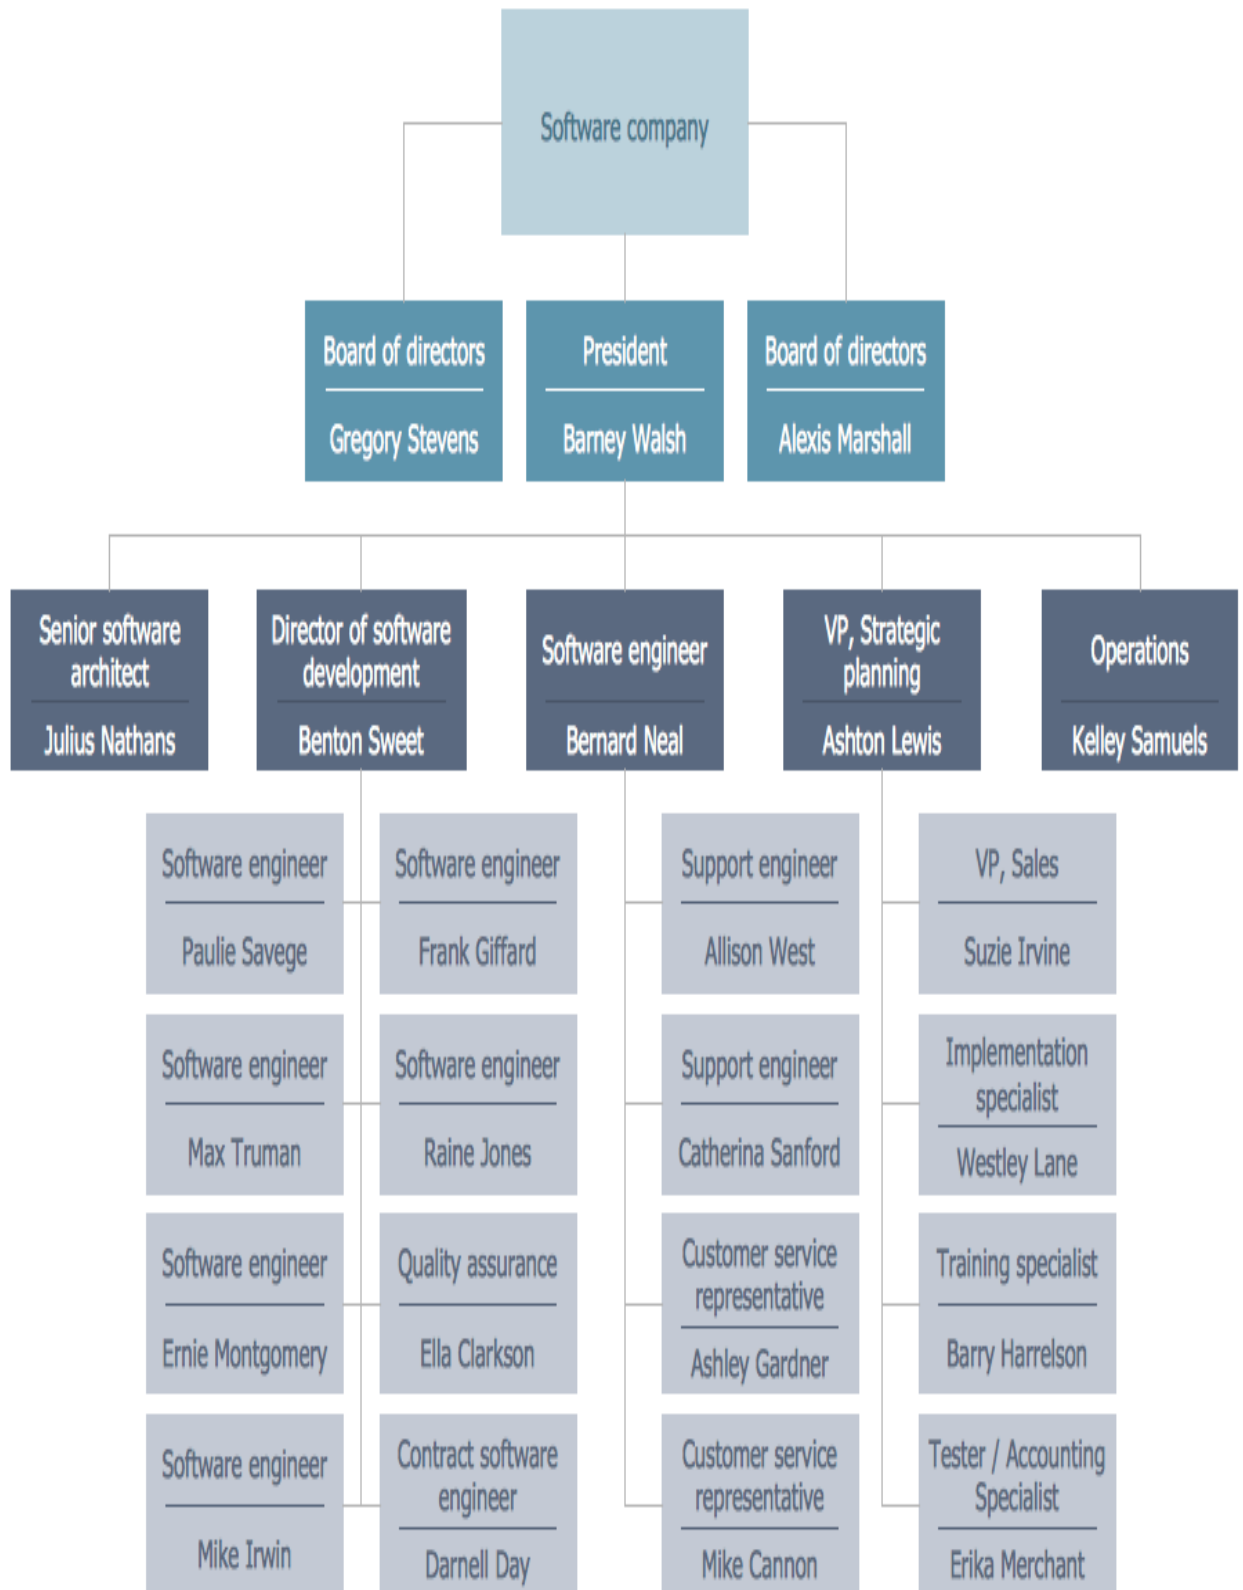 Software company
Board of directors
Gregory Stevens
President
Barney Walsh
Board of directors
Alexis Marshall
Senior software
architect
Julius Nathans
Director of software
development
Benton Sweet
Software engineer
Bernard Neal
VP, Strategic
planning
Ashton Lewis
Operations
Kelley Samuels
Software engineer
Paulie Savege
Software engineer
Frank Giffard
Support engineer
Allison West
VP, Sales
Suzie Irvine
Software engineer
Max Truman
Software engineer
Raine Jones
Support engineer
Catherina Sanford
Implementation
specialist
Westley Lane
Software engineer
Ernie Montgomery
Quality assurance
Ella Clarkson
Customer service
representative
Ashley Gardner
Training specialist
Barry Harrelson
Software engineer
Mike Irwin
Contract software
engineer
Darnell Day
Customer service
representative
Mike Cannon
Tester / Accounting
Specialist
Erika Merchant